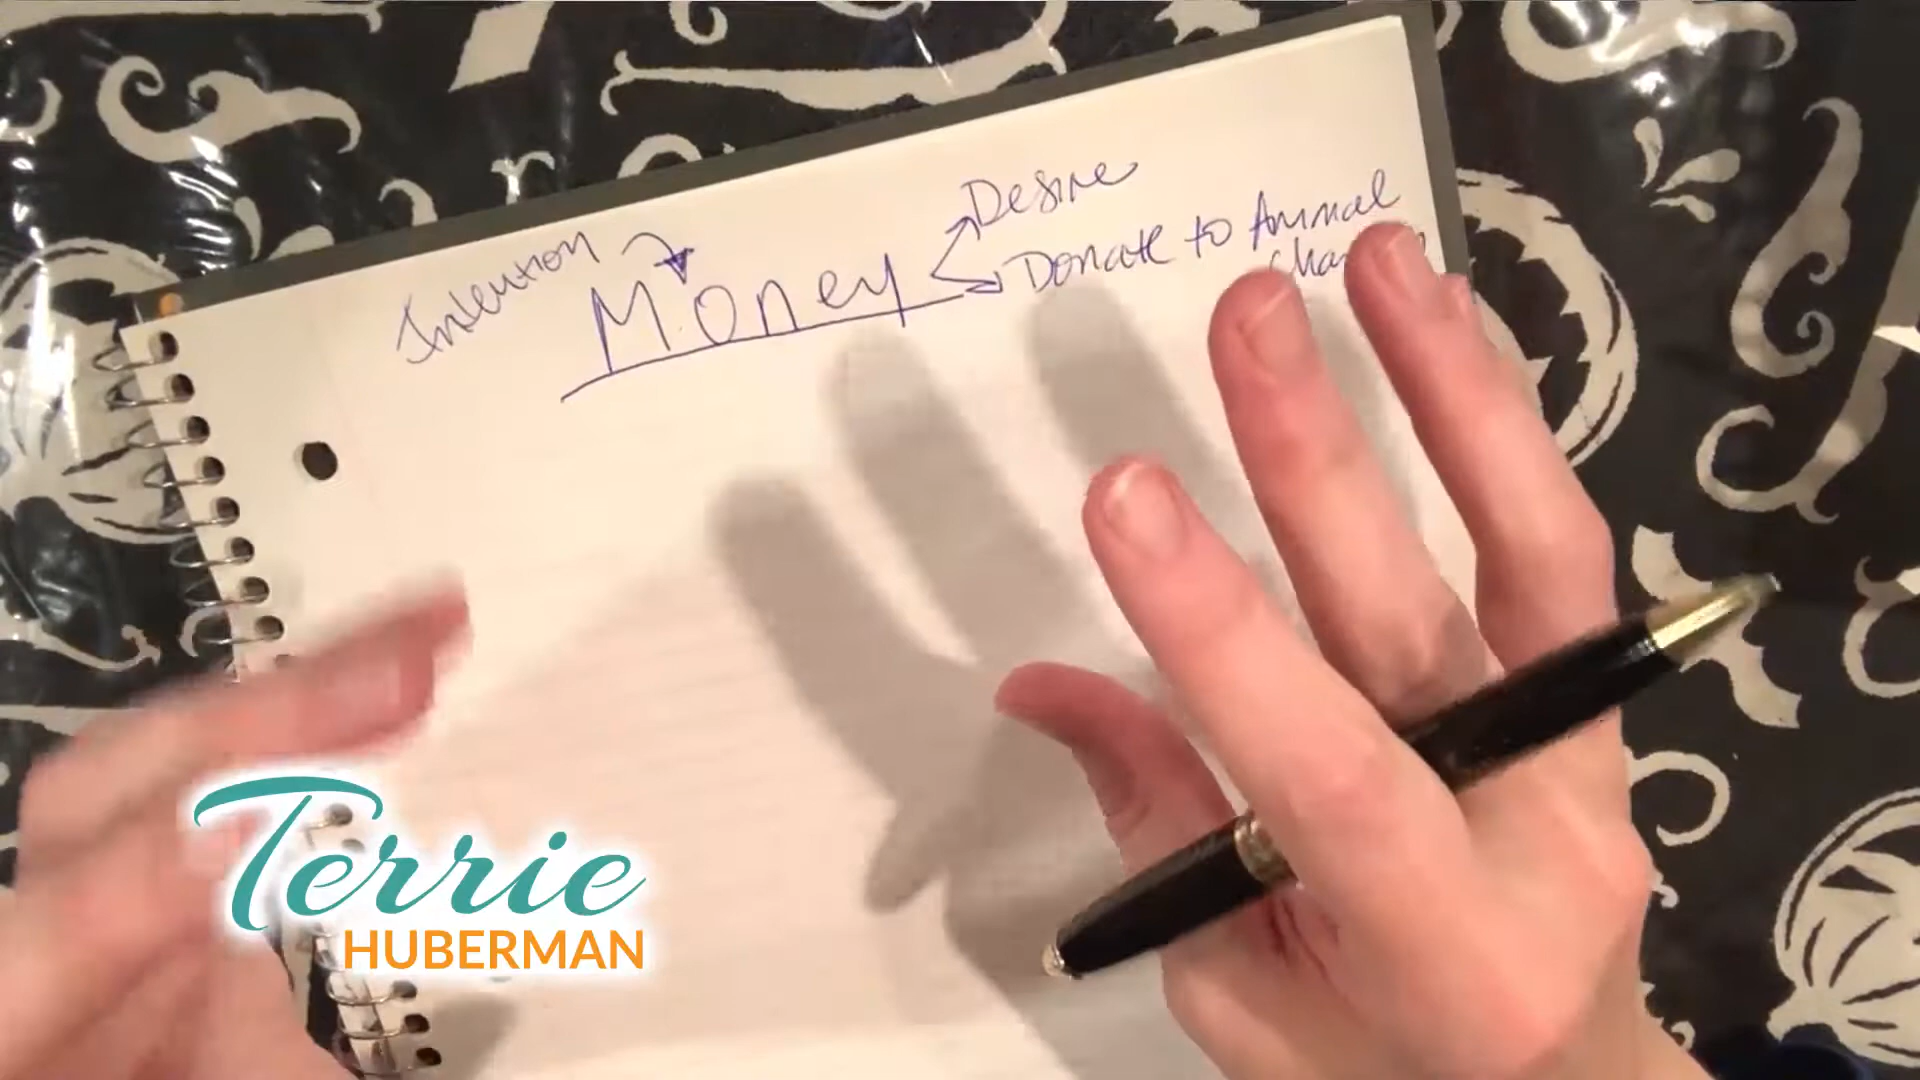 Desire
Intention
Money
Donate to Animal
Terrie
HUBERMAN